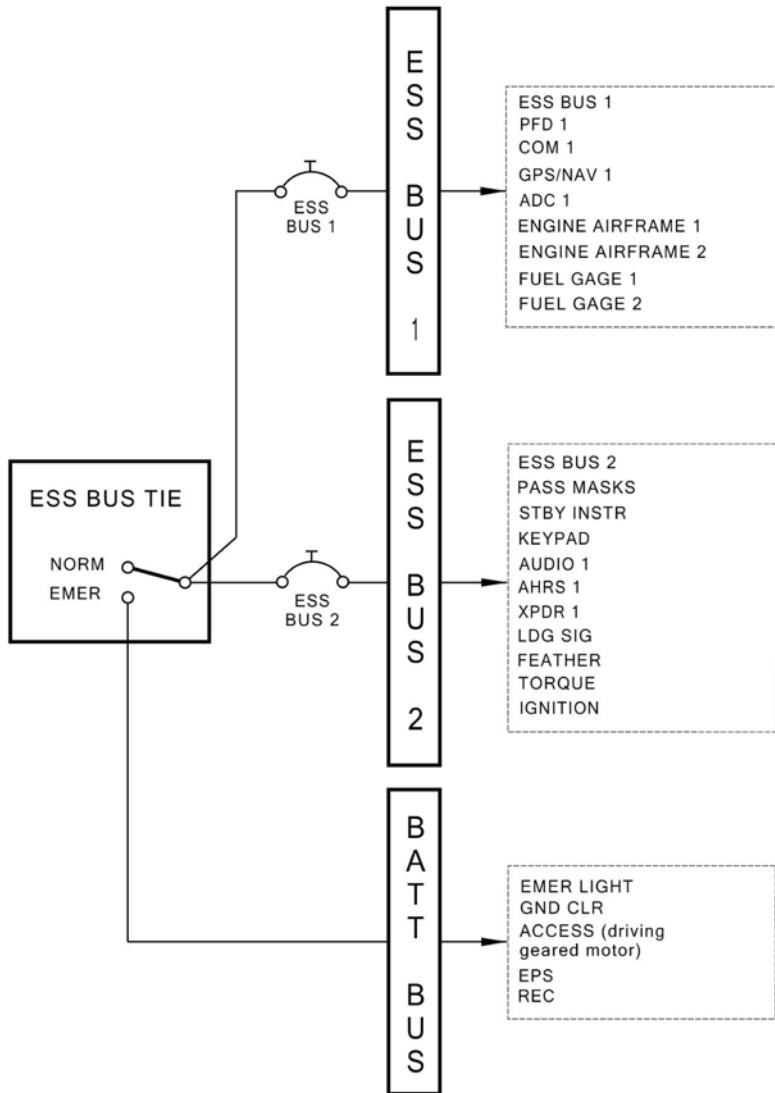 ESS BUS 1
ESS BUS 1
PFD 1
COM 1
GPS/NAV 1
ADC 1
ENGINE AIRFRAME 1
ENGINE AIRFRAME 2
FUEL GAGE 1
FUEL GAGE 2
ESS
BUS 1
ESS BUS TIE
NORM
EMER
ESS
BUS 2
ESS BUS 2
ESS BUS 2
PASS MASKS
STBY INSTR
KEYPAD
AUDIO 1
AHRS 1
XPDR 1
LDG SIG
FEATHER
TORQUE
IGNITION
BATT BUS
EMER LIGHT
GND CLR
ACCESS (driving
geared motor)
EPS
REC